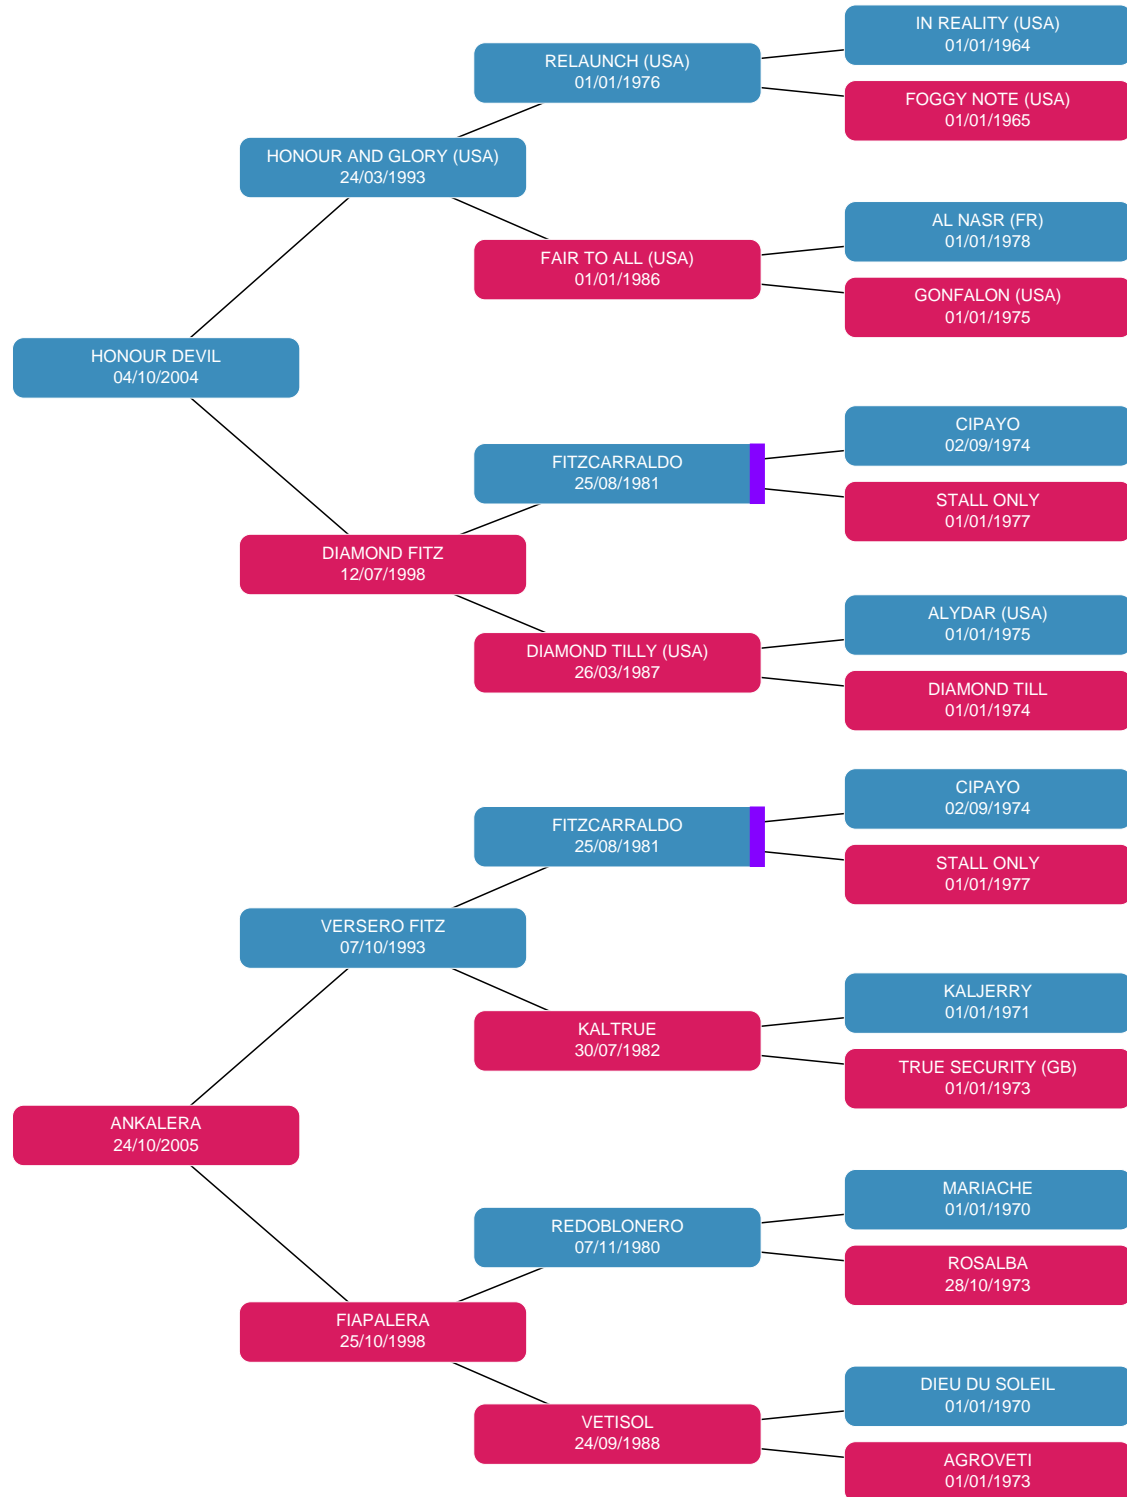 IN REALITY (USA)
01/01/1964
RELAUNCH (USA)
01/01/1976
FOGGY NOTE (USA)
01/01/1965
HONOUR AND GLORY (USA)
24/03/1993
AL NASR (FR)
01/01/1978
FAIR TO ALL (USA)
01/01/1986
GONFALON (USA)
01/01/1975
HONOUR DEVIL
04/10/2004
CIPAYO
02/09/1974
FITZCARRALDO
25/08/1981
STALL ONLY
01/01/1977
DIAMOND FITZ
12/07/1998
ALYDAR (USA)
01/01/1975
DIAMOND TILLY (USA)
26/03/1987
DIAMOND TILL
01/01/1974
CIPAYO
02/09/1974
FITZCARRALDO
25/08/1981
STALL ONLY
01/01/1977
VERSERO FITZ
07/10/1993
KALJERRY
01/01/1971
KALTRUE
30/07/1982
TRUE SECURITY (GB)
01/01/1973
ANKALERA
24/10/2005
MARIACHE
01/01/1970
REDOBLONERO
07/11/1980
ROSALBA
28/10/1973
FIAPALERA
25/10/1998
DIEU DU SOLEIL
01/01/1970
VETISOL
24/09/1988
AGROVETI
01/01/1973